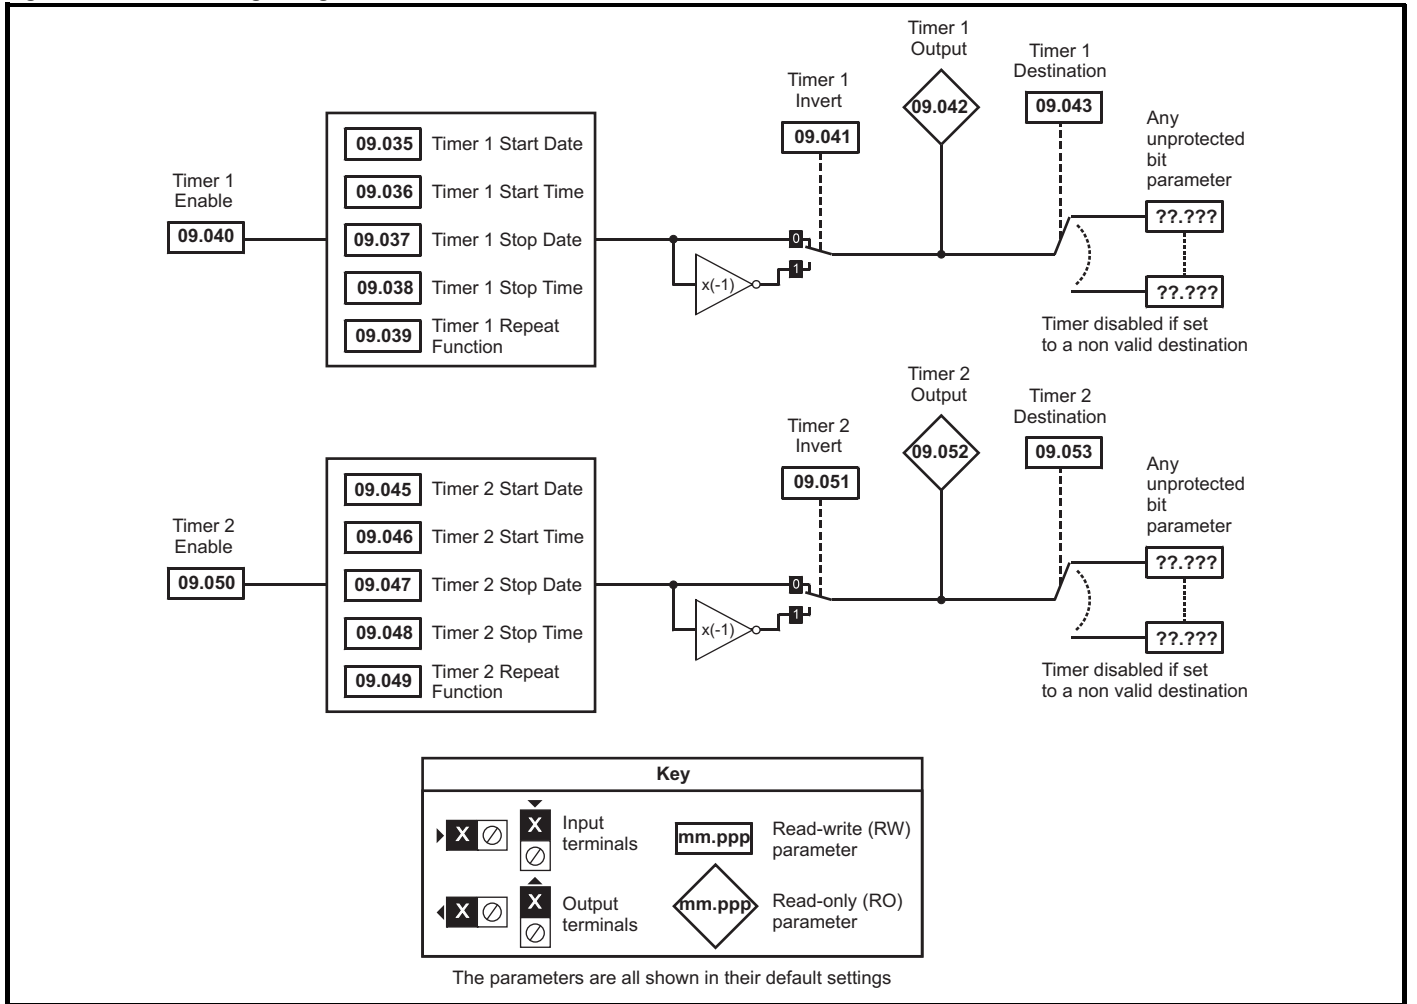 Timer 1
Output
Timer 1
Destination
Timer 1
Invert
09.042
09.043
09.041
Any
unprotected
bit
parameter
09.035 Timer 1 Start Date
09.036 Timer 1 Start Time
Timer 1
Enable
09.040
09.037 Timer 1 Stop Date
09.038 Timer 1 Stop Time
09.039 Timer 1 Repeat
Function
0
1
x(-1)
??.???
??.???
Timer disabled if set
to a non valid destination
Timer 2
Output
Timer 2
Destination
Timer 2
Invert
09.052
09.053
09.051
Any
unprotected
bit
parameter
09.045 Timer 2 Start Date
09.046 Timer 2 Start Time
Timer 2
Enable
09.050
09.047 Timer 2 Stop Date
09.048 Timer 2 Stop Time
09.049 Timer 2 Repeat
Function
0
1
x(-1)
??.???
??.???
Timer disabled if set
to a non valid destination
Key
X X Input
terminals
mm.ppp Read-write (RW)
parameter
X X Output
terminals
mm.ppp Read-only (RO)
parameter
The parameters are all shown in their default settings